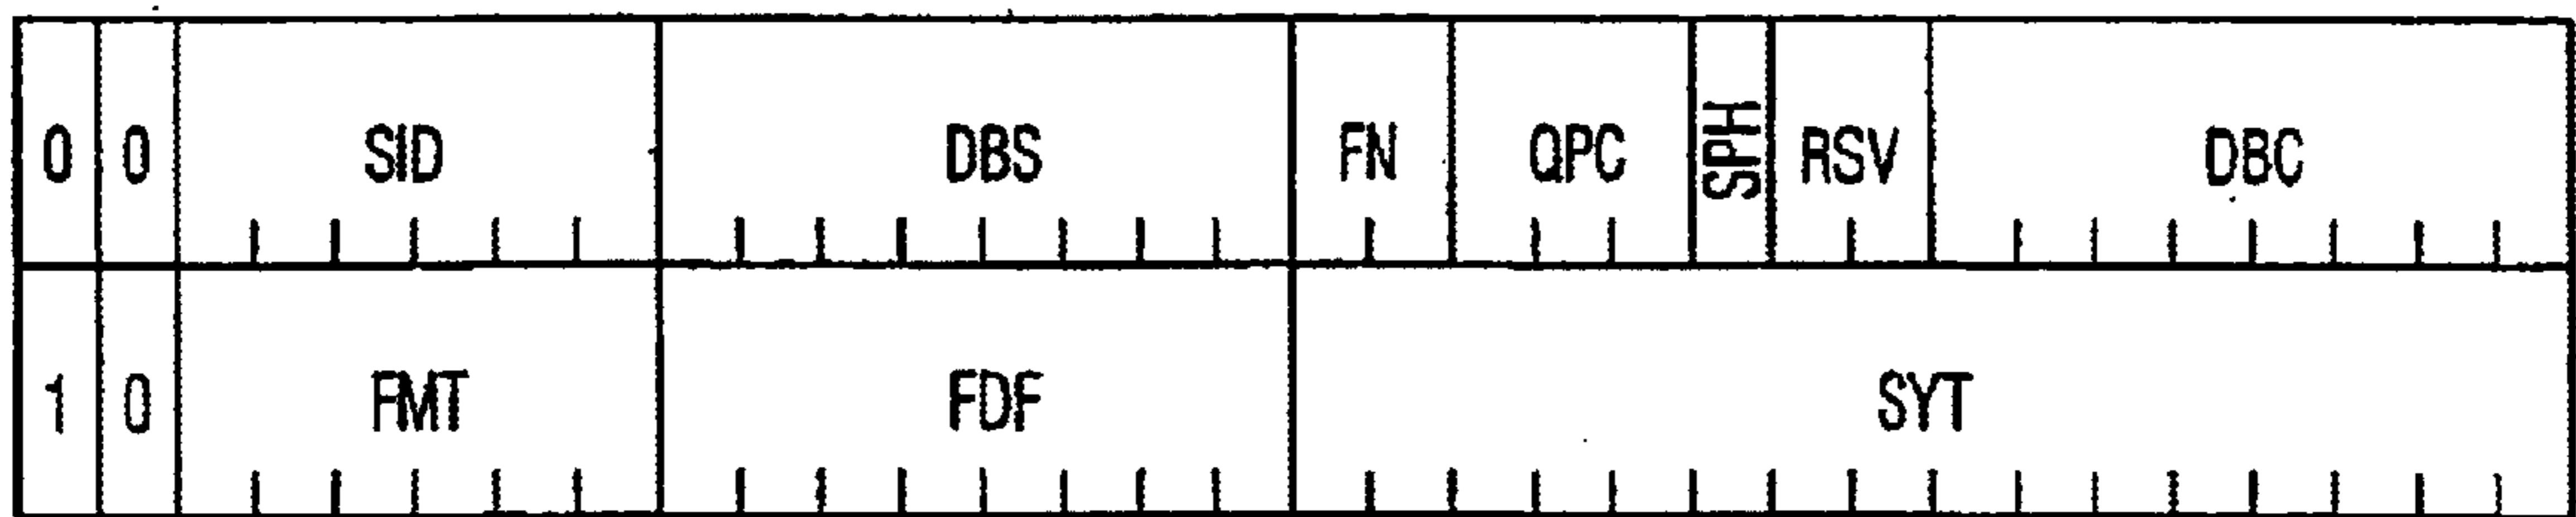 0 0 SID DBS FN QPC SPH RSV DBC
1 0 FMT FDF SYT